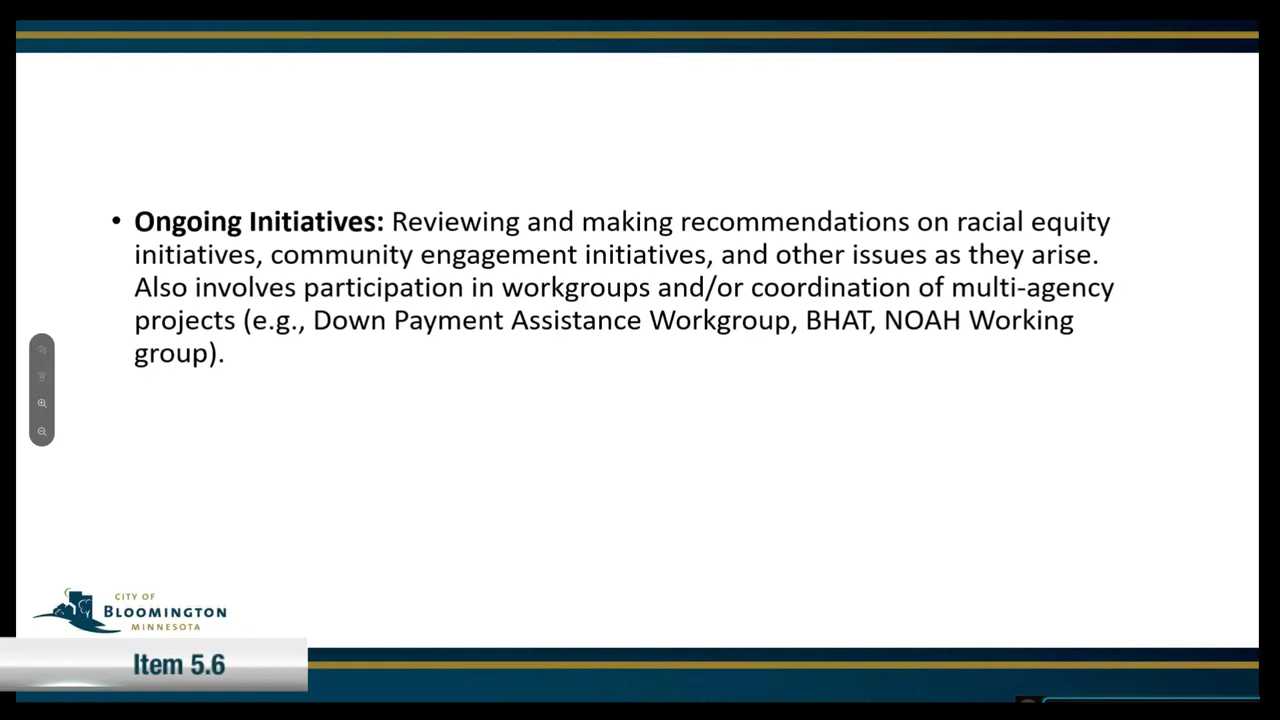 • Ongoing Initiatives: Reviewing and making recommendations on racial equity
initiatives, community engagement initiatives, and other issues as they arise.
Also involves participation in workgroups and/or coordination of multi-agency
projects (e.g., Down Payment Assistance Workgroup, BHAT, NOAH Working
group).
CITY OF
BLOOMINGTON
MINNESOTA
Item 5.6